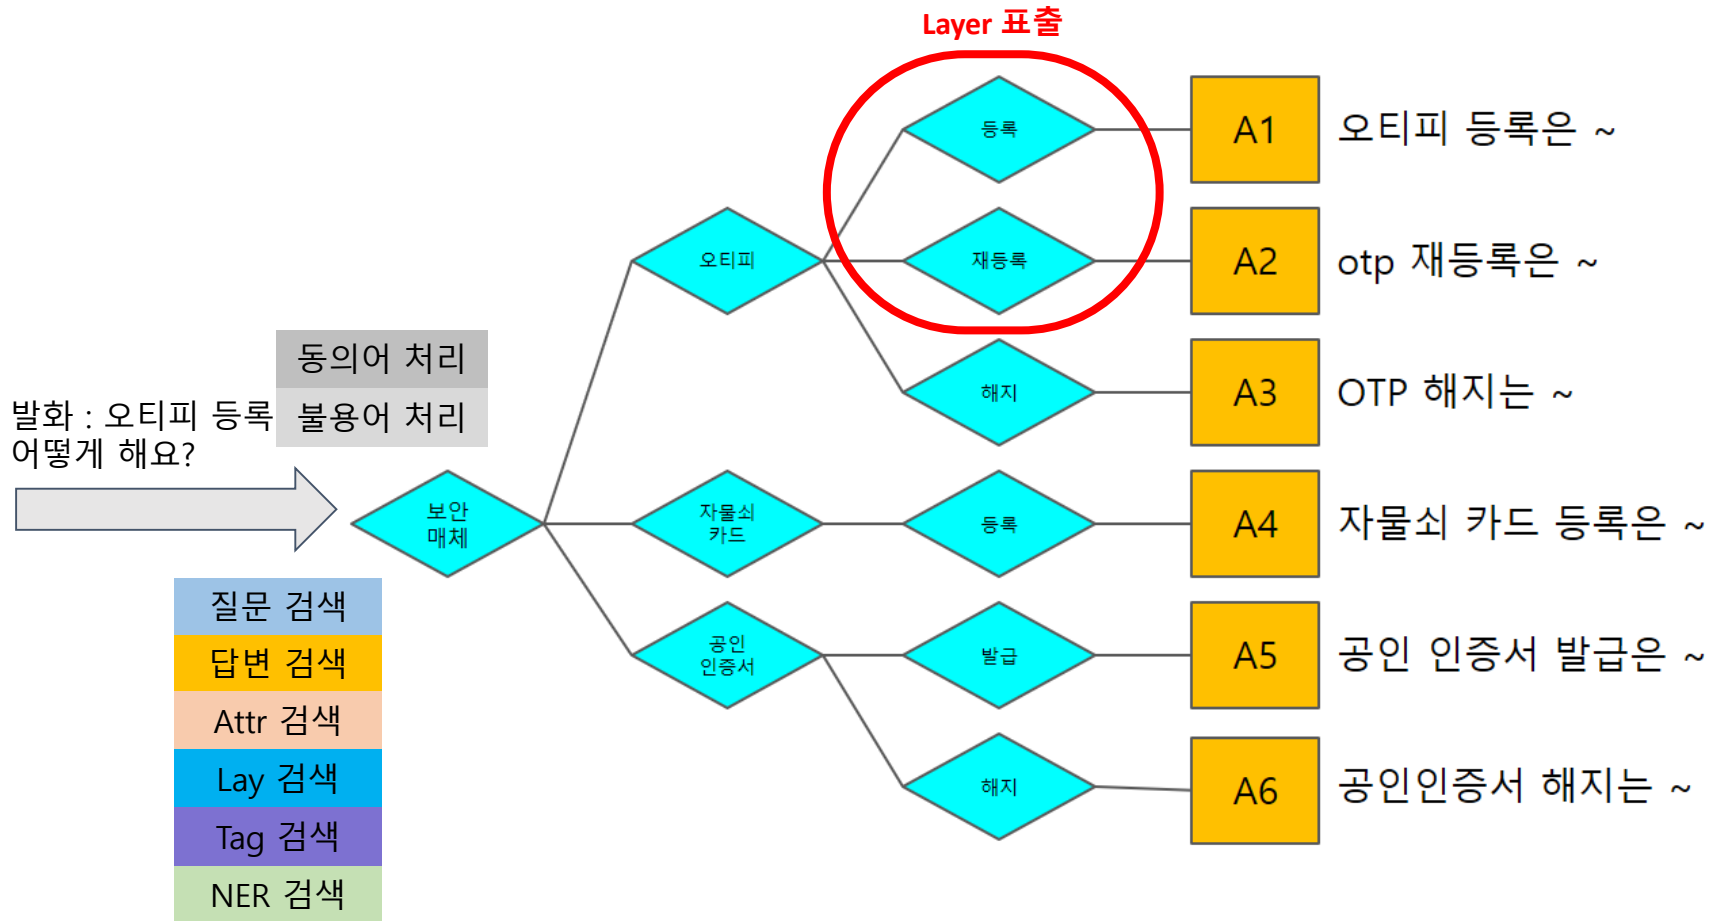 Layer 표출
등록
A1
오티피 등록은 ~
오티피
재등록
A2
otp 재등록은 ~
동의어 처리
불용어 처리
해지
A3
OTP 해지는 ~
발화 : 오티피 등록
어떻게 해요?
보안
매체
자물쇠
카드
등록
A4
자물쇠 카드 등록은 ~
질문 검색
답변 검색
Attr 검색
Lay 검색
Tag 검색
NER 검색
공인
인증서
발급
A5
공인 인증서 발급은 ~
해지
A6
공인인증서 해지는 ~